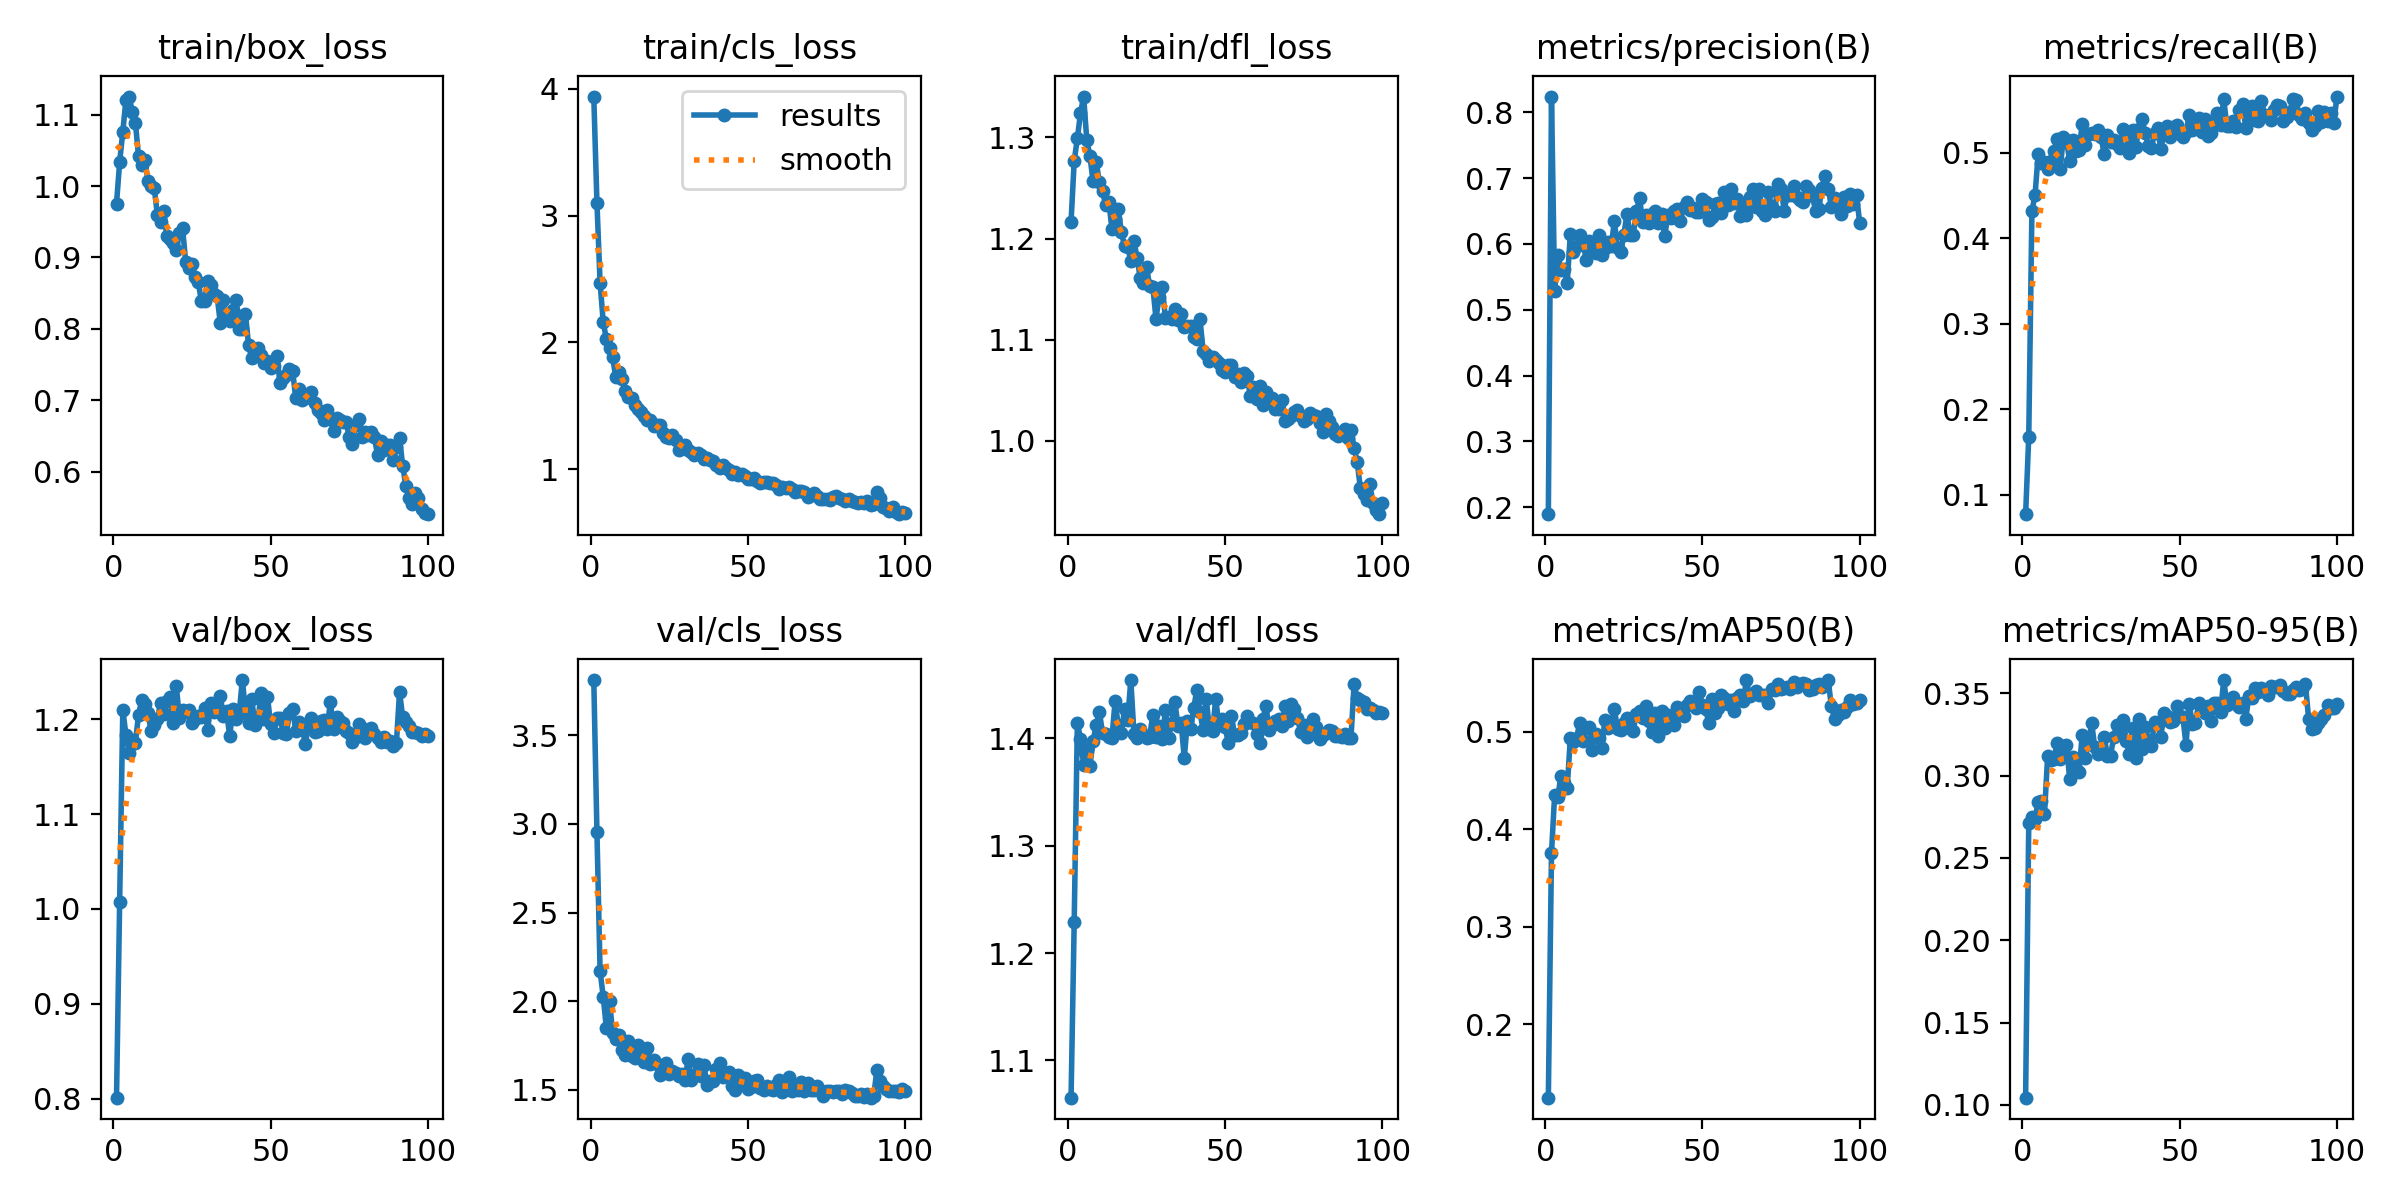 train/box_loss
1.1
1.0
0.9
0.8
0.7
0.6
0 50 100
train/cls_loss
results
smooth
4
3
2
1
0 50 100
train/dfl_loss
1.3
1.2
1.1
1.0
0 50 100
metrics/precision(B)
0.8
0.7
0.6
0.5
0.4
0.3
0.2
0 50 100
metrics/recall(B)
0.5
0.4
0.3
0.2
0.1
0 50 100
val/box_loss
1.2
1.1
1.0
0.9
0.8
0 50 100
val/cls_loss
3.5
3.0
2.5
2.0
1.5
0 50 100
val/dfl_loss
1.4
1.3
1.2
1.1
0 50 100
metrics/mAP50(B)
0.5
0.4
0.3
0.2
0 50 100
metrics/mAP50-95(B)
0.35
0.30
0.25
0.20
0.15
0.10
0 50 100